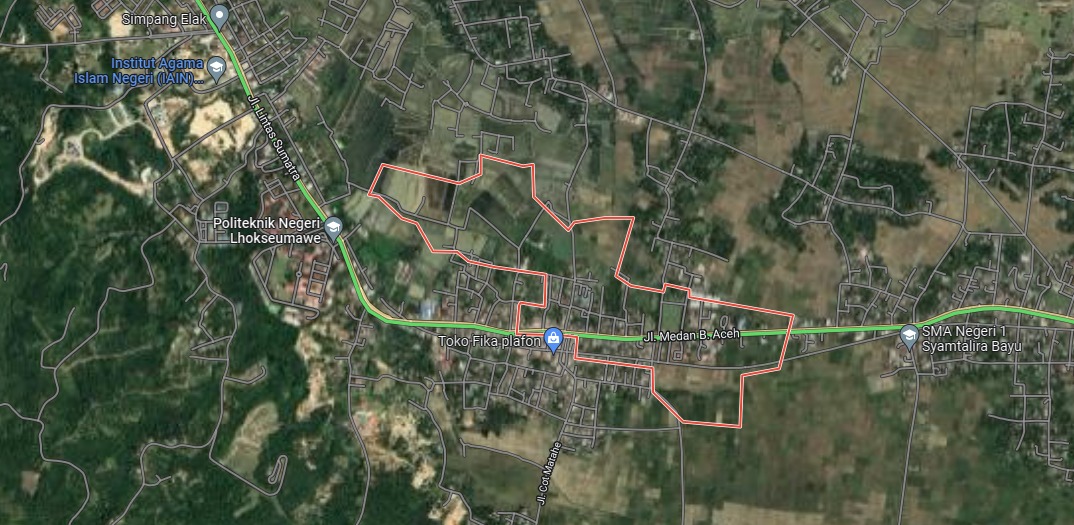 Simpang Elak
Institut Agama
Islam Negeri (IAIN)...
Jl. Lintas Sumatra
Politeknik Negeri
Lhokseumawe
Toko Fika plafon
Jl. Medan B. Aceh
SMA Negeri 1
Syamtalira Bayu
Jl. Cot Matahe